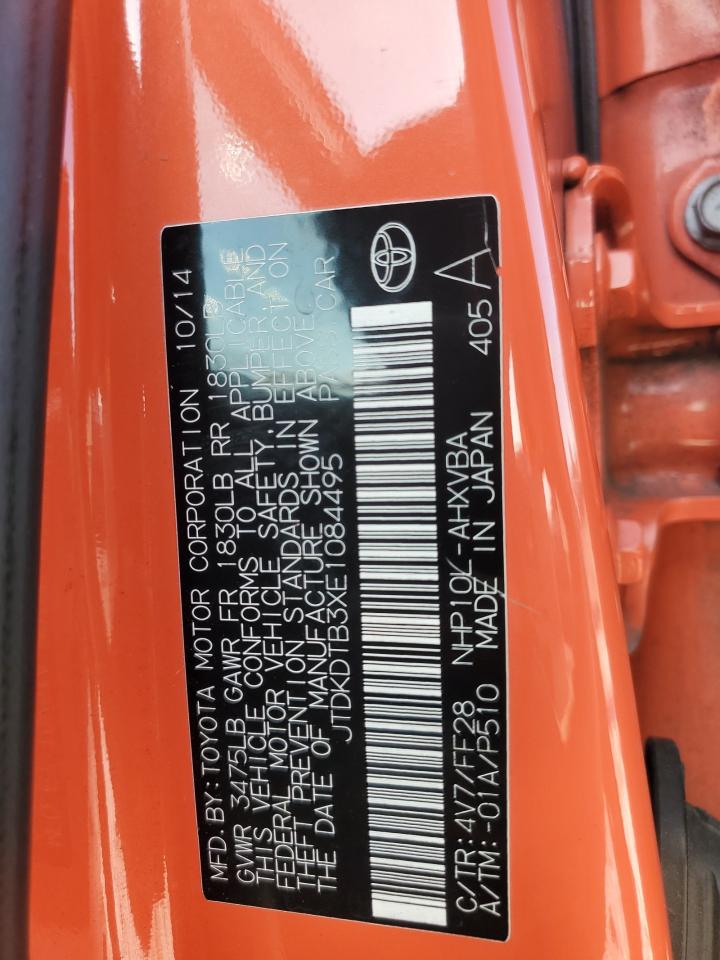 MFD. BY: TOYOTA MOTOR CORPORATION 10/14
GVWR 3475LB GAWR FR 1830LB RR 1830LB
THIS VEHICLE CONFORMS TO ALL APPLICABLE
FEDERAL MOTOR VEHICLE SAFETY, BUMPER, AND
THEFT PREVENTION STANDARDS IN EFFECT ON
THE DATE OF MANUFACTURE SHOWN ABOVE.
JTDKDTB3XE1084495 PASS. CAR
C/TR: 4V7/FF28 NHP10L-AHXVBA
A/TM: -01A/P510 MADE IN JAPAN 405 A